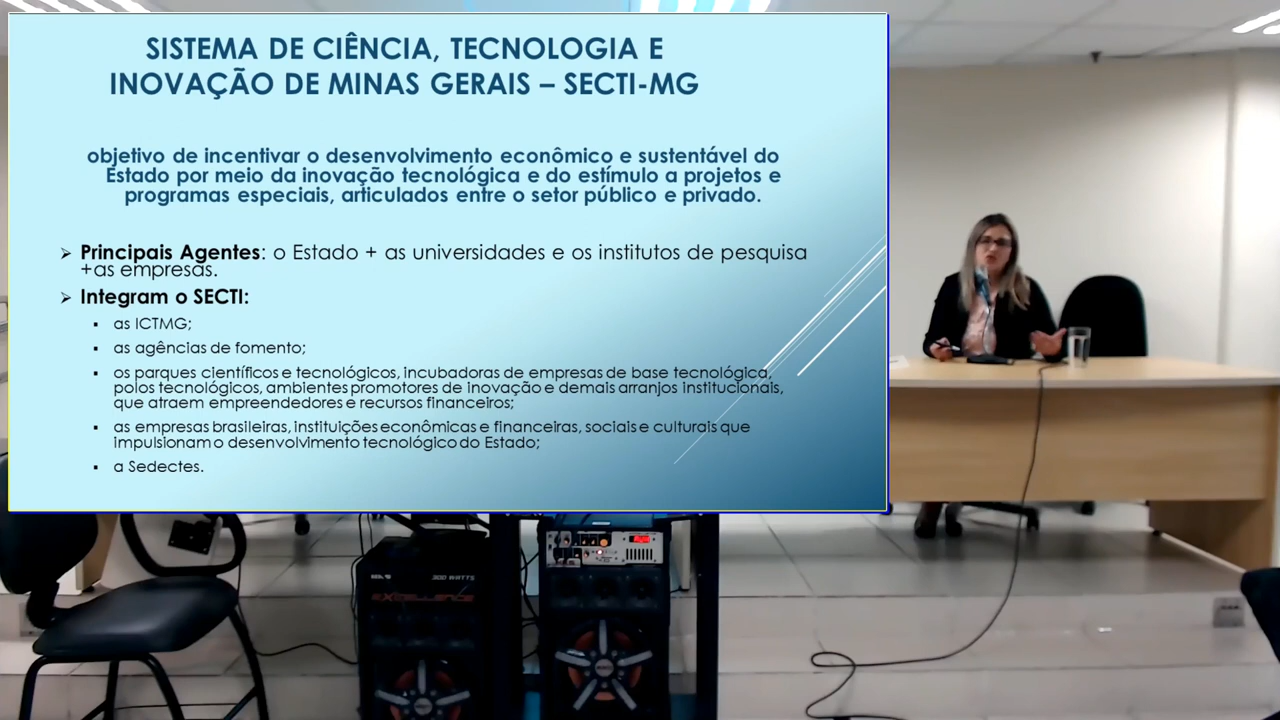 SISTEMA DE CIÊNCIA, TECNOLOGIA E
INOVAÇÃO DE MINAS GERAIS – SECTI-MG
objetivo de incentivar o desenvolvimento econômico e sustentável do
Estado por meio da inovação tecnológica e do estímulo a projetos e
programas especiais, articulados entre o setor público e privado.
➢ Principais Agentes: o Estado + as universidades e os institutos de pesquisa
+as empresas.
➢ Integram o SECTI:
▪ as ICTMG;
▪ as agências de fomento;
▪ os parques científicos e tecnológicos, incubadoras de empresas de base tecnológica,
polos tecnológicos, ambientes promotores de inovação e demais arranjos institucionais,
que atraem empreendedores e recursos financeiros;
▪ as empresas brasileiras, instituições econômicas e financeiras, sociais e culturais que
impulsionam o desenvolvimento tecnológico do Estado;
▪ a Sedectes.
300 WATTS
EXCELLENCE